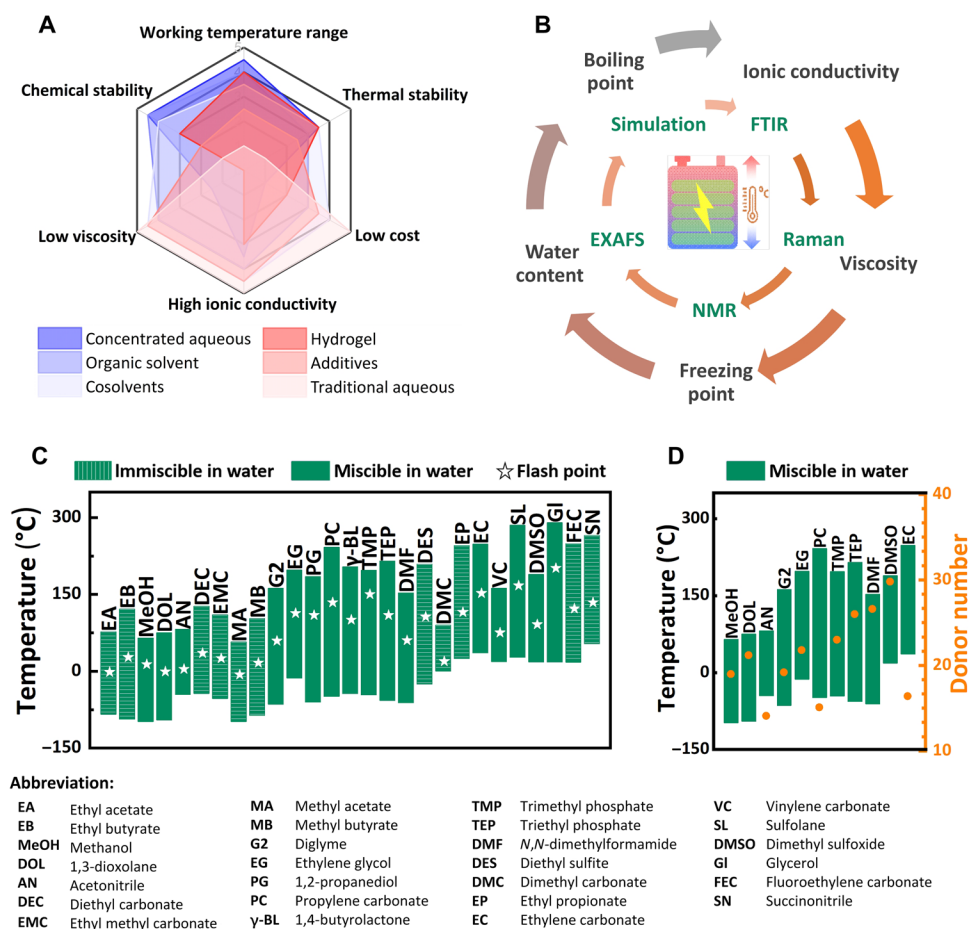 A
Working temperature range
5
4
Chemical stability
Thermal stability
Low viscosity
Low cost
High ionic conductivity
Concentrated aqueous
Hydrogel
Organic solvent
Additives
Cosolvents
Traditional aqueous
B
Boiling
point
Ionic conductivity
Simulation
FTIR
°C
EXAFS
Raman
Water
content
Viscosity
NMR
Freezing
point
C
Immiscible in water
Miscible in water
Flash point
Temperature (°C)
300
150
0
−150
EA
EB
MeOH
DOL
AN
DEC
EMC
MA
MB
G2
EG
PG
PC
γ-BL
TMP
TEP
DMF
DES
DMC
EP
EC
VC
SL
DMSO
Gl
FEC
SN
D
Miscible in water
Temperature (°C)
300
150
0
−150
MeOH
DOL
AN
G2
EG
PC
TMP
TEP
DMF
DMSO
EC
40
30
20
10
Donor number
Abbreviation:
EA Ethyl acetate
EB Ethyl butyrate
MeOH Methanol
DOL 1,3-dioxolane
AN Acetonitrile
DEC Diethyl carbonate
EMC Ethyl methyl carbonate
MA Methyl acetate
MB Methyl butyrate
G2 Diglyme
EG Ethylene glycol
PG 1,2-propanediol
PC Propylene carbonate
γ-BL 1,4-butyrolactone
TMP Trimethyl phosphate
TEP Triethyl phosphate
DMF N,N-dimethylformamide
DES Diethyl sulfite
DMC Dimethyl carbonate
EP Ethyl propionate
EC Ethylene carbonate
VC Vinylene carbonate
SL Sulfolane
DMSO Dimethyl sulfoxide
Gl Glycerol
FEC Fluoroethylene carbonate
SN Succinonitrile